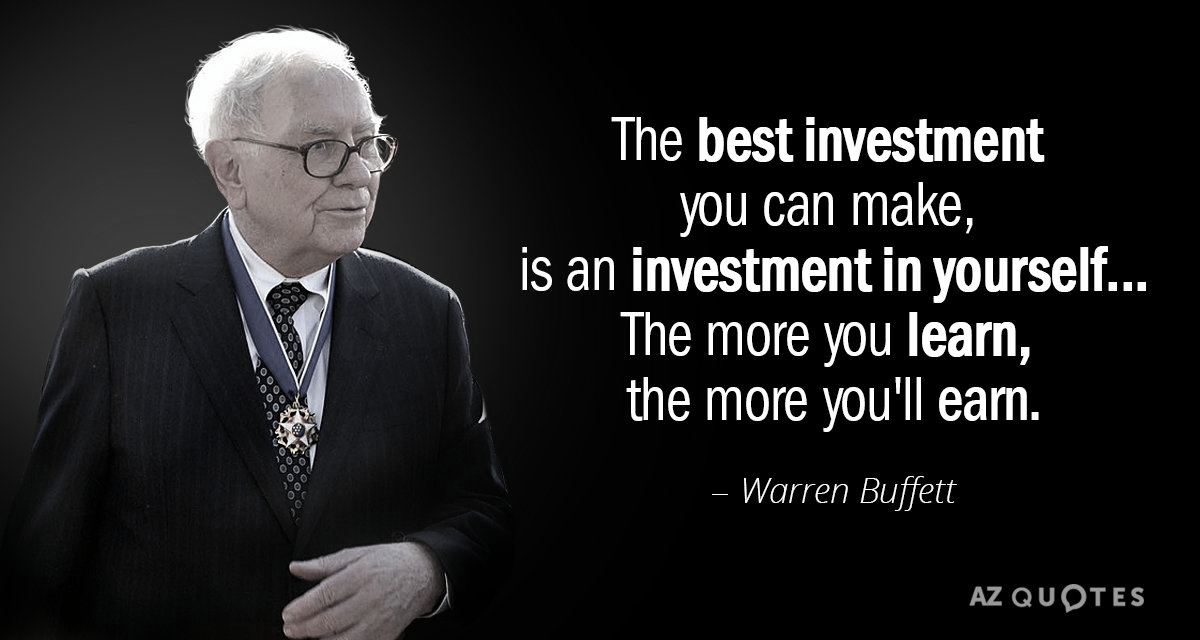 The best investment
you can make,
is an investment in yourself...
The more you learn,
the more you'll earn.
– Warren Buffett
AZ QUOTES